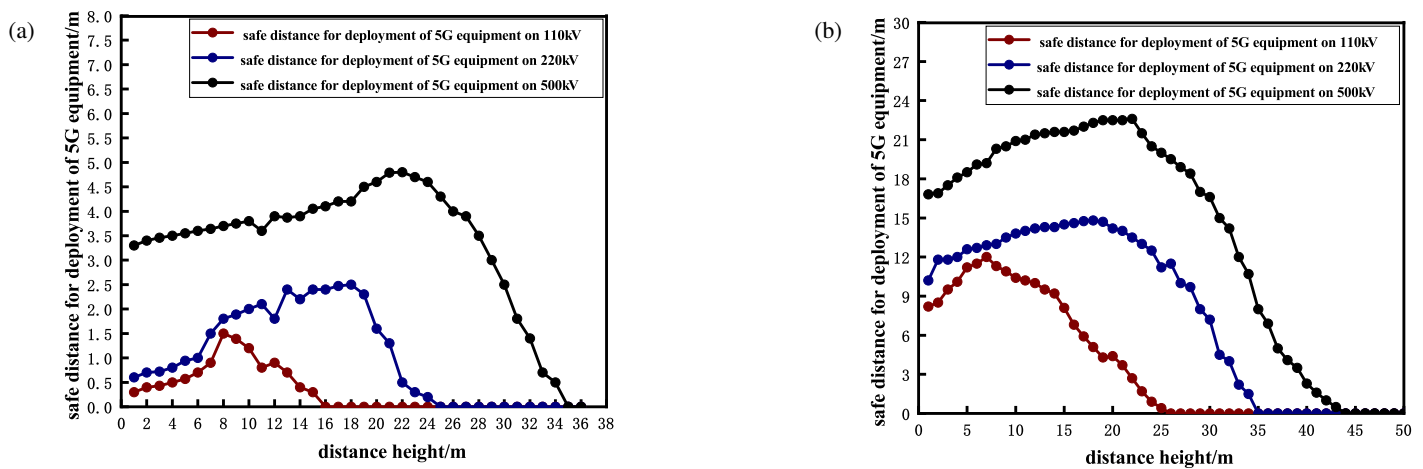 (a)
safe distance for deployment of 5G equipment/m
8.0
7.5
7.0
6.5
6.0
5.5
5.0
4.5
4.0
3.5
3.0
2.5
2.0
1.5
1.0
0.5
0.0
safe distance for deployment of 5G equipment on 110kV
safe distance for deployment of 5G equipment on 220kV
safe distance for deployment of 5G equipment on 500kV
0 2 4 6 8 10 12 14 16 18 20 22 24 26 28 30 32 34 36 38
distance height/m
(b)
safe distance for deployment of 5G equipment/m
30
27
24
21
18
15
12
9
6
3
0
safe distance for deployment of 5G equipment on 110kV
safe distance for deployment of 5G equipment on 220kV
safe distance for deployment of 5G equipment on 500kV
0 5 10 15 20 25 30 35 40 45 50
distance height/m